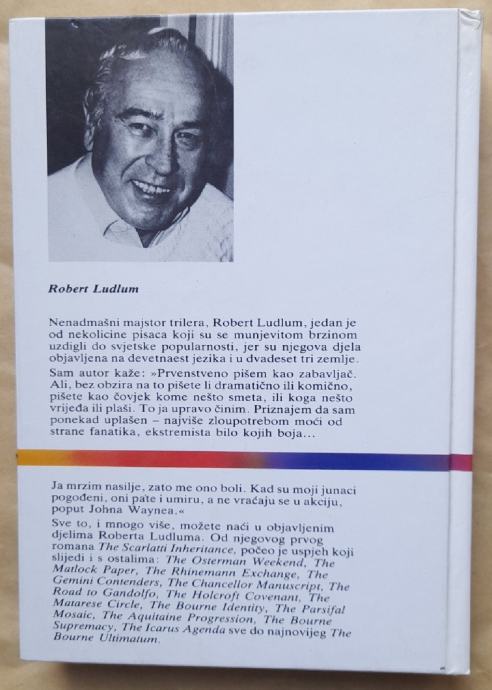 Robert Ludlum
Nenadmašni majstor trilera, Robert Ludlum, jedan je
od nekolicine pisaca koji su se munjevitom brzinom
uzdigli do svjetske popularnosti, jer su njegova djela
objavljena na devetnaest jezika i u dvadeset tri zemlje.
Sam autor kaže: »Prvenstveno pišem kao zabavljač.
Ali, bez obzira na to pišete li dramatično ili komično,
pišete kao čovjek kome nešto smeta, ili koga nešto
vrijeđa ili plaši. To ja upravo činim. Priznajem da sam
ponekad uplašen – najviše zloupotrebom moći od
strane fanatika, ekstremista bilo kojih boja...
Ja mrzim nasilje, zato me ono boli. Kad su moji junaci
pogođeni, oni pate i umiru, a ne vraćaju se u akciju,
poput Johna Waynea.«
Sve to, i mnogo više, možete naći u objavljenim
djelima Roberta Ludluma. Od njegovog prvog
romana The Scarlatti Inheritance, počeo je uspjeh koji
slijedi i s ostalima: The Osterman Weekend, The
Matlock Paper, The Rhinemann Exchange, The
Gemini Contenders, The Chancellor Manuscript, The
Road to Gandolfo, The Holcroft Covenant, The
Matarese Circle, The Bourne Identity, The Parsifal
Mosaic, The Aquitaine Progression, The Bourne
Supremacy, The Icarus Agenda sve do najnovijeg The
Bourne Ultimatum.